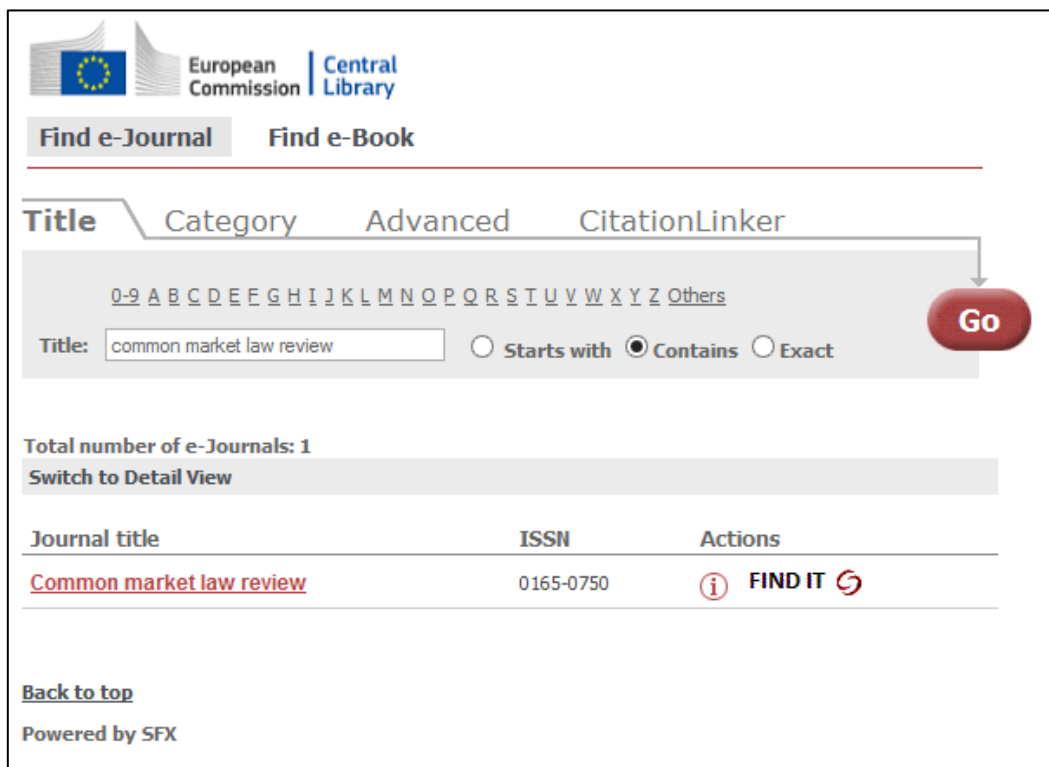 European Commission
Central Library
Find e-Journal Find e-Book
Title Category Advanced CitationLinker
0-9 A B C D E F G H I J K L M N O P Q R S T U V W X Y Z Others
Go
Title: common market law review Starts with Contains Exact
Total number of e-Journals: 1
Switch to Detail View
Journal title ISSN Actions
Common market law review 0165-0750 i FIND IT
Back to top
Powered by SFX